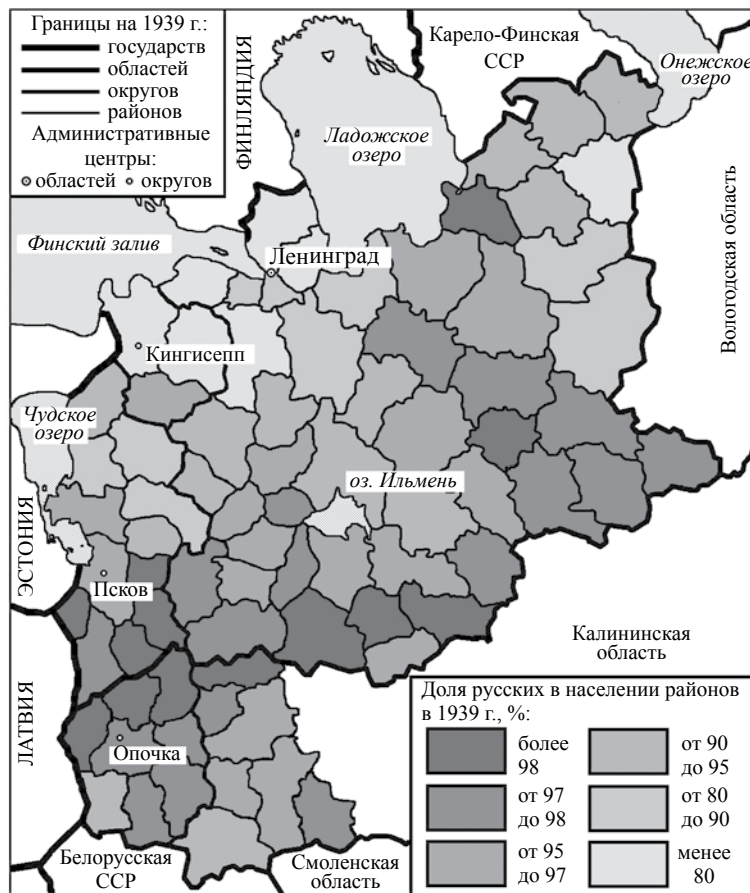 Границы на 1939 г.:
государств
областей
округов
районов
Административные
центры:
областей округов
ФИНЛЯНДИЯ
Карело-Финская
ССР
Онежское
озеро
Ладожское
озеро
Финский залив
Ленинград
Вологодская область
Кингисепп
Чудское
озеро
оз. Ильмень
ЭСТОНИЯ
Псков
Калининская
область
ЛАТВИЯ
Опочка
Белорусская
ССР
Смоленская
область
Доля русских в населении районов
в 1939 г., %:
более
98
от 90
до 95
от 97
до 98
от 80
до 90
от 95
до 97
менее
80